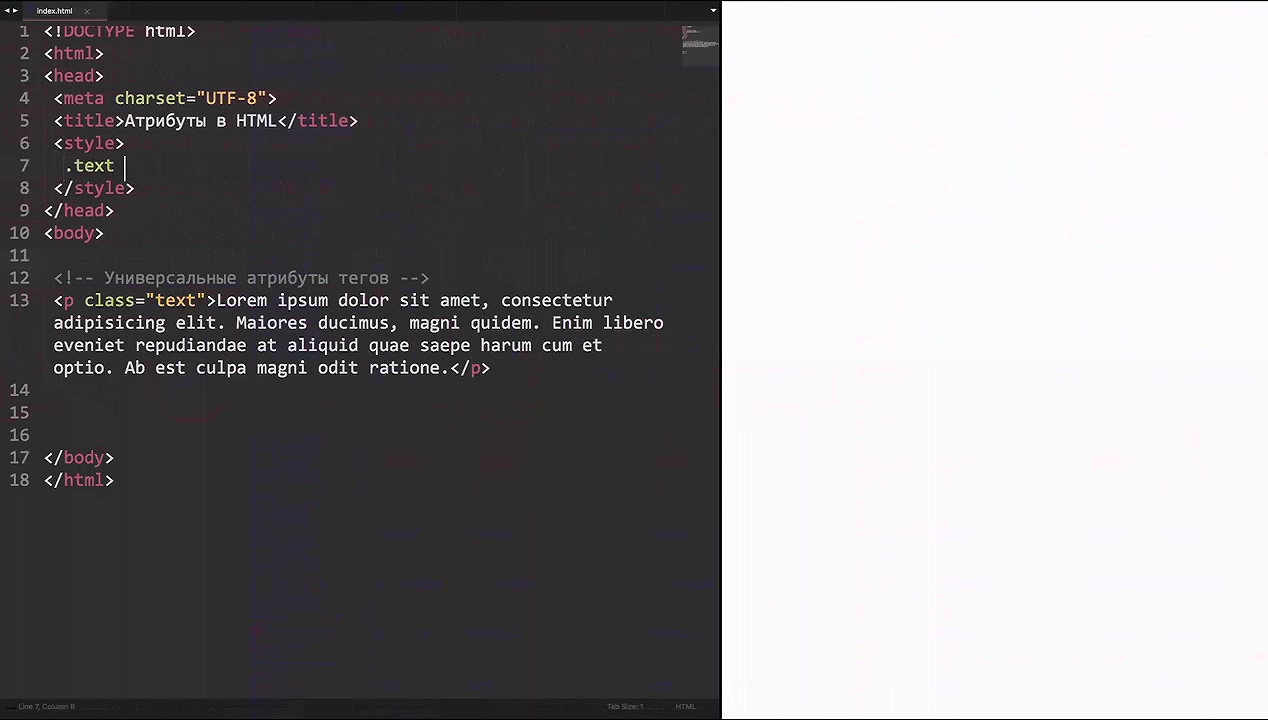 index.html
1 <!DOCTYPE html>
2 <html>
3 <head>
4 <meta charset="UTF-8">
5 <title>Атрибуты в HTML</title>
6 <style>
7 .text
8 </style>
9 </head>
10 <body>
11
12 <!-- Универсальные атрибуты тегов -->
13 <p class="text">Lorem ipsum dolor sit amet, consectetur
adipisicing elit. Maiores ducimus, magni quidem. Enim libero
eveniet repudiandae at aliquid quae saepe harum cum et
optio. Ab est culpa magni odit ratione.</p>
14
15
16
17 </body>
18 </html>
Line 7, Column 8 Tab Size: 1 HTML